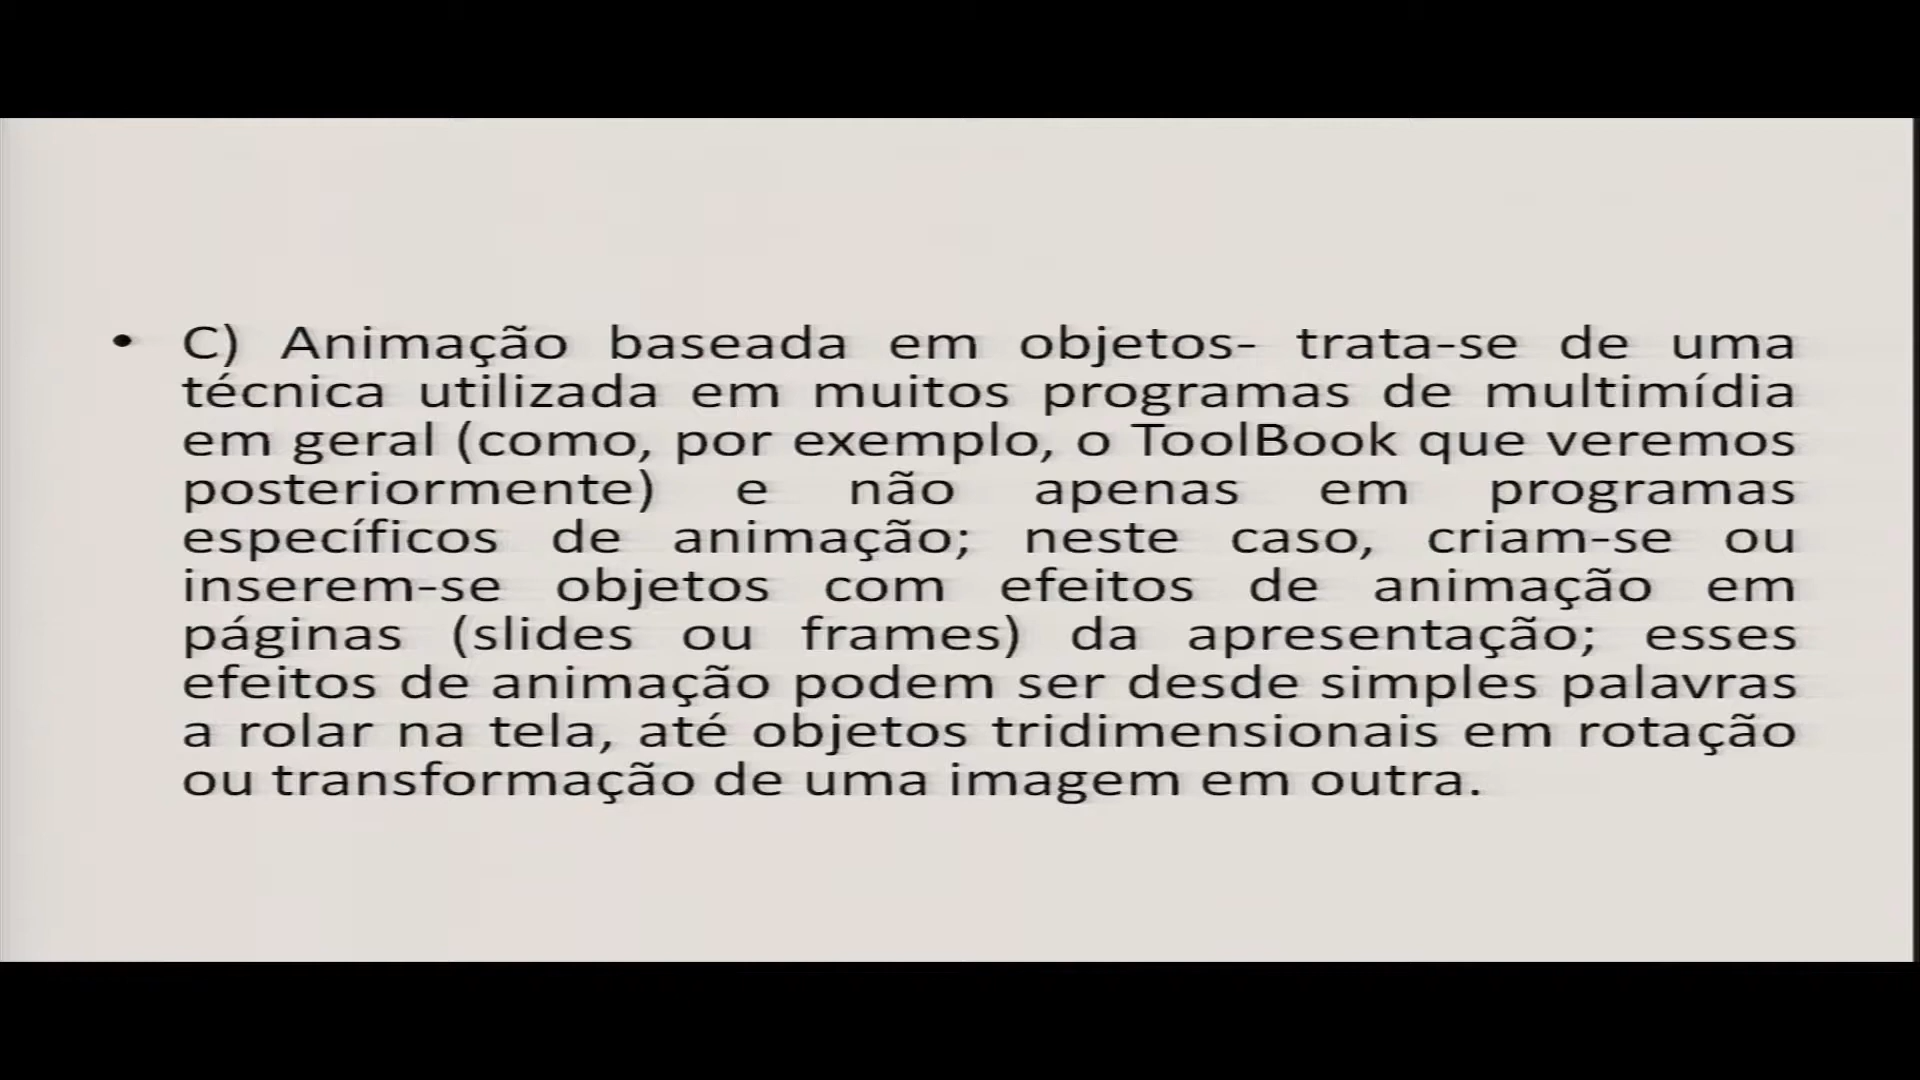 • C) Animação baseada em objetos- trata-se de uma
técnica utilizada em muitos programas de multimídia
em geral (como, por exemplo, o ToolBook que veremos
posteriormente) e não apenas em programas
específicos de animação; neste caso, criam-se ou
inserem-se objetos com efeitos de animação em
páginas (slides ou frames) da apresentação; esses
efeitos de animação podem ser desde simples palavras
a rolar na tela, até objetos tridimensionais em rotação
ou transformação de uma imagem em outra.